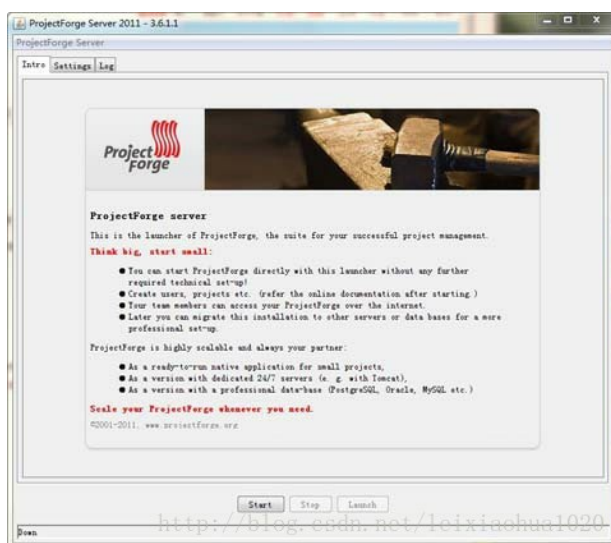 ProjectForge Server 2011 - 3.6.1.1
ProjectForge Server
Intro Settings Log
Project
Forge
ProjectForge server
This is the launcher of ProjectForge, the suite for your successful project management.
Think big, start small:
● You can start ProjectForge directly with this launcher without any further
required technical set-up!
● Create users, projects etc. (refer the online documentation after starting.)
● Your team members can access your ProjectForge over the internet.
● Later you can migrate this installation to other servers or data bases for a more
professional set-up.
ProjectForge is highly scalable and always your partner:
● As a ready-to-run native application for small projects,
● As a version with dedicated 24/7 servers (e. g. with Tomcat),
● As a version with a professional data-base (PostgreSQL, Oracle, MySQL etc.)
Scale your ProjectForge whenever you need.
©2001-2011, www.projectforge.org
Start Stop Launch
Down
http://blog.csdn.net/leixiaohua1020